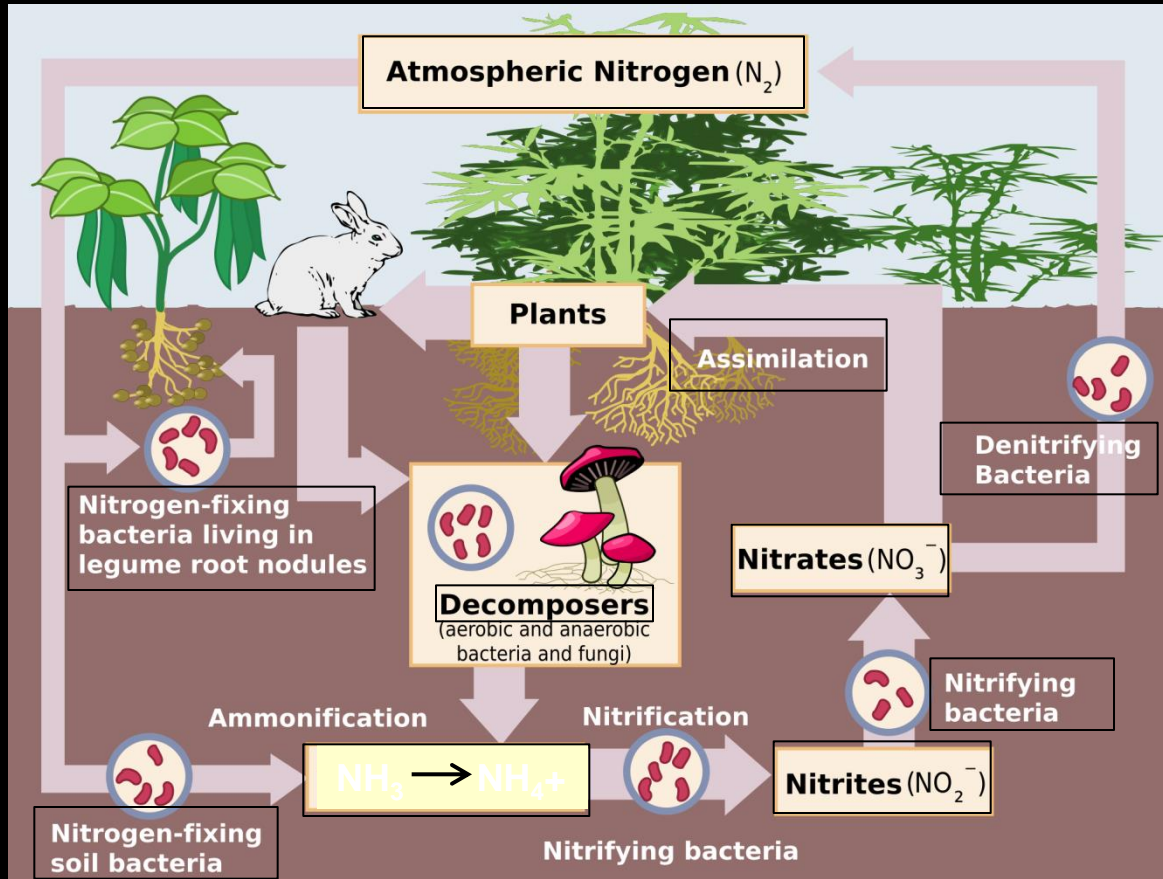 Atmospheric Nitrogen (N₂)
Plants
Assimilation
Denitrifying
Bacteria
Nitrogen-fixing
bacteria living in
legume root nodules
Decomposers
(aerobic and anaerobic
bacteria and fungi)
Nitrates (NO₃⁻)
Nitrifying
bacteria
Ammonification
Nitrification
NH₃ → NH₄+
Nitrites (NO₂⁻)
Nitrogen-fixing
soil bacteria
Nitrifying bacteria